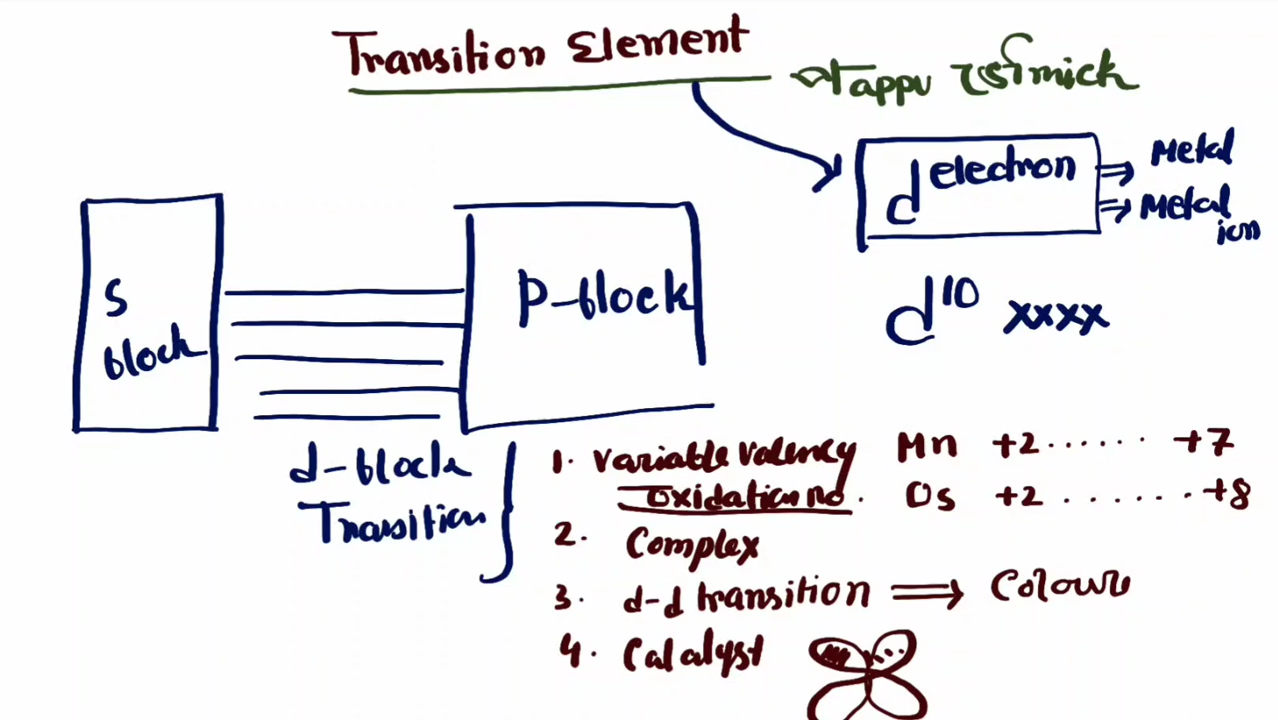 Transition Element
Tappu
d electron
⇒ Metal
⇒ Metal ion
d¹⁰ xxxx
S
block
P-block
d-block
Transition
1. Variable Valency Mn +2 ...... +7
Oxidation no. Os +2 ....... +8
2. Complex
3. d-d transition ⇒ Colour
4. Catalyst